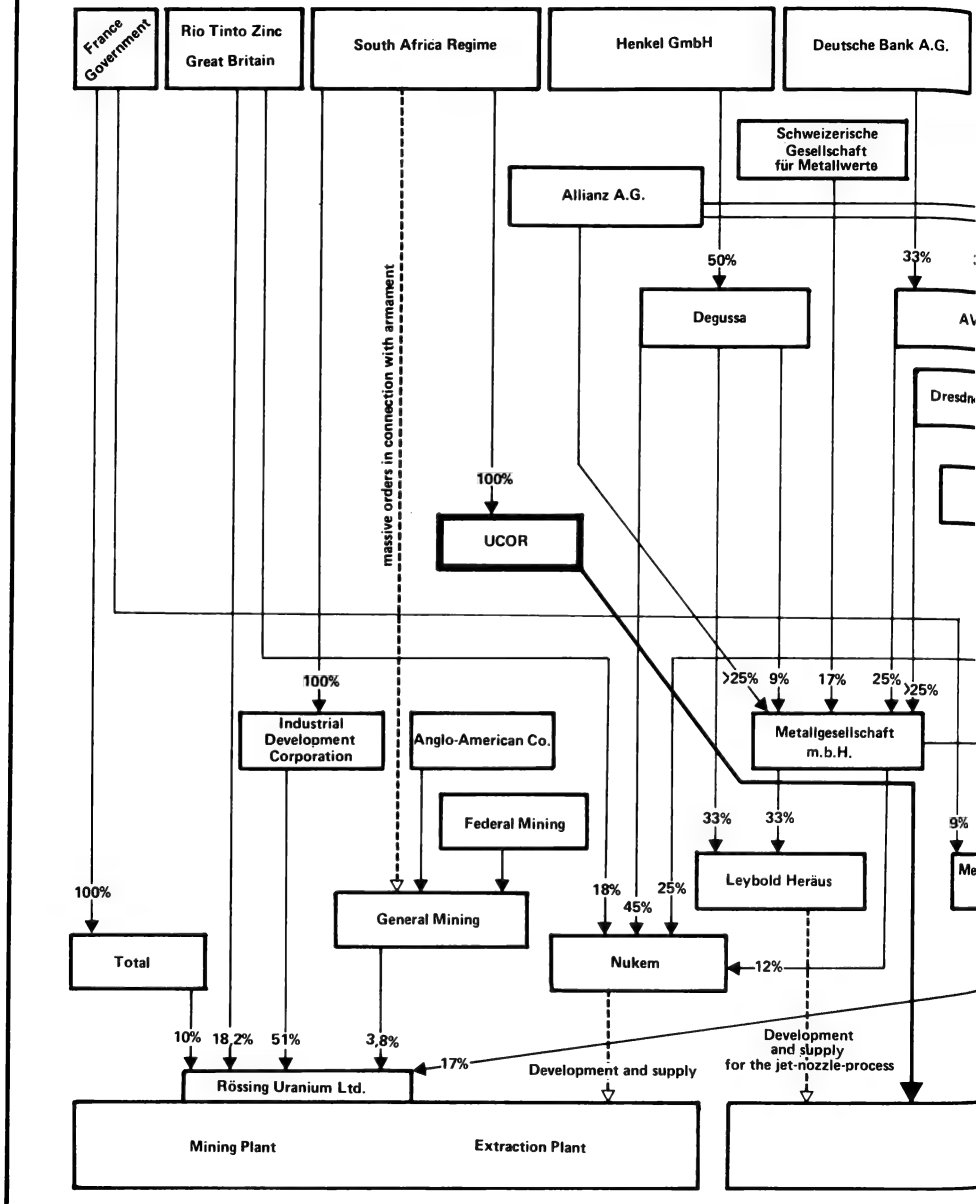 France
Government
Rio Tinto Zinc
Great Britain
South Africa Regime
Henkel GmbH
Deutsche Bank A.G.
Schweizerische
Gesellschaft
für Metallwerte
Allianz A.G.
50%
33%
massive orders in connection with armament
Degussa
AV
Dresdn
100%
UCOR
100%
>25%
9%
17%
25%
>25%
Industrial
Development
Corporation
Anglo-American Co.
Metallgesellschaft
m.b.H.
Federal Mining
33%
33%
9%
Leybold Heräus
Me
100%
18%
45%
25%
General Mining
Total
Nukem
12%
10%
18,2%
51%
3,8%
17%
Development and supply
Development
and supply
for the jet-nozzle-process
Rössing Uranium Ltd.
Mining Plant
Extraction Plant